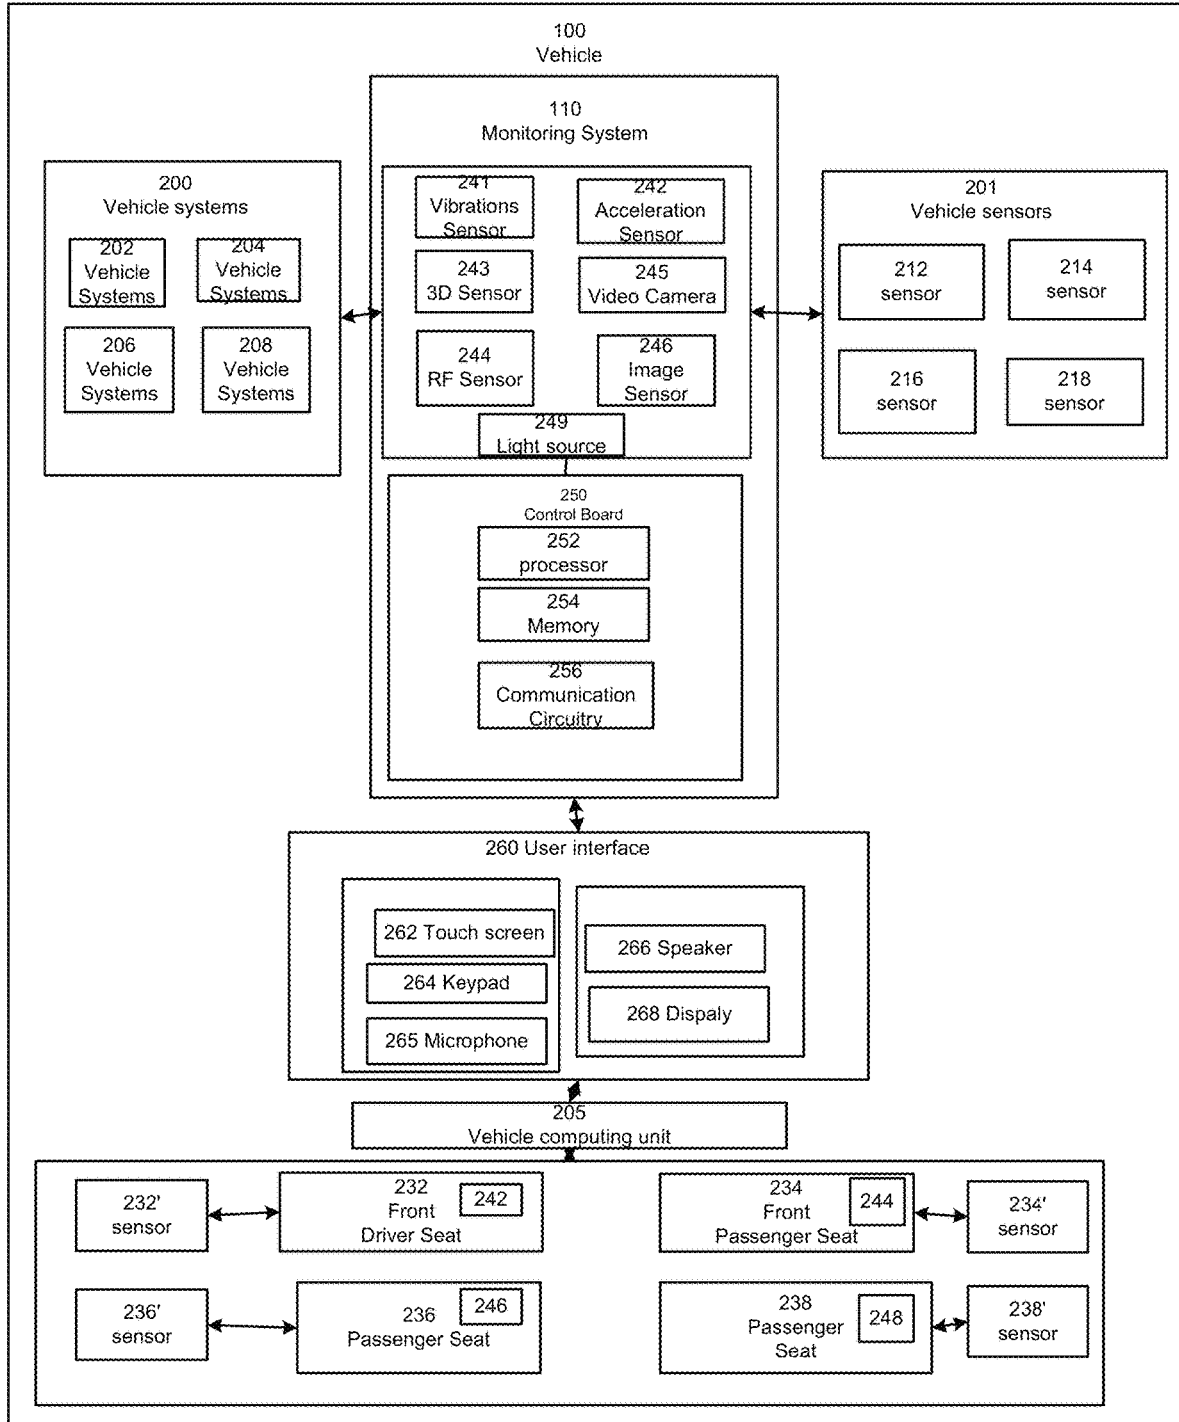 100
Vehicle
110
Monitoring System
200
Vehicle systems
202
Vehicle
Systems
204
Vehicle
Systems
206
Vehicle
Systems
208
Vehicle
Systems
241
Vibrations
Sensor
242
Acceleration
Sensor
243
3D Sensor
245
Video Camera
244
RF Sensor
246
Image
Sensor
249
Light source
201
Vehicle sensors
212
sensor
214
sensor
216
sensor
218
sensor
250
Control Board
252
processor
254
Memory
256
Communication
Circuitry
260 User interface
262 Touch screen
264 Keypad
265 Microphone
266 Speaker
268 Dispaly
205
Vehicle computing unit
232'
sensor
232
Front
Driver Seat
242
234
Front
Passenger Seat
244
234'
sensor
236'
sensor
236
Passenger Seat
246
238
Passenger
Seat
248
238'
sensor